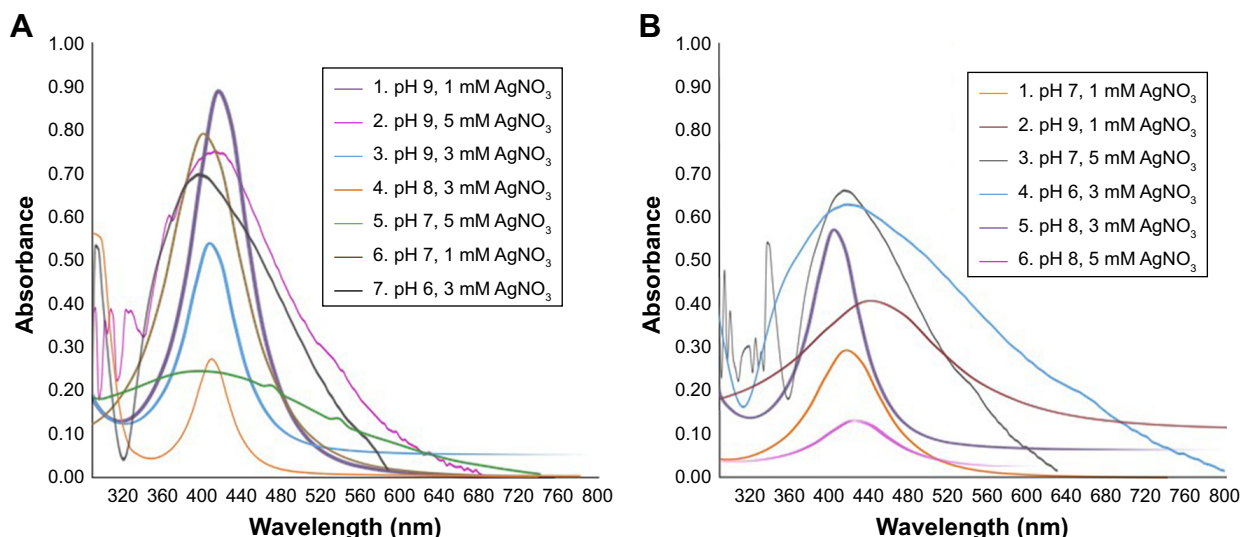 A
Absorbance
1.00
0.90
0.80
0.70
0.60
0.50
0.40
0.30
0.20
0.10
0.00
320 360 400 440 480 520 560 600 640 680 720 760 800
Wavelength (nm)
1. pH 9, 1 mM AgNO₃
2. pH 9, 5 mM AgNO₃
3. pH 9, 3 mM AgNO₃
4. pH 8, 3 mM AgNO₃
5. pH 7, 5 mM AgNO₃
6. pH 7, 1 mM AgNO₃
7. pH 6, 3 mM AgNO₃
B
Absorbance
1.00
0.90
0.80
0.70
0.60
0.50
0.40
0.30
0.20
0.10
0.00
320 360 400 440 480 520 560 600 640 680 720 760 800
Wavelength (nm)
1. pH 7, 1 mM AgNO₃
2. pH 9, 1 mM AgNO₃
3. pH 7, 5 mM AgNO₃
4. pH 6, 3 mM AgNO₃
5. pH 8, 3 mM AgNO₃
6. pH 8, 5 mM AgNO₃